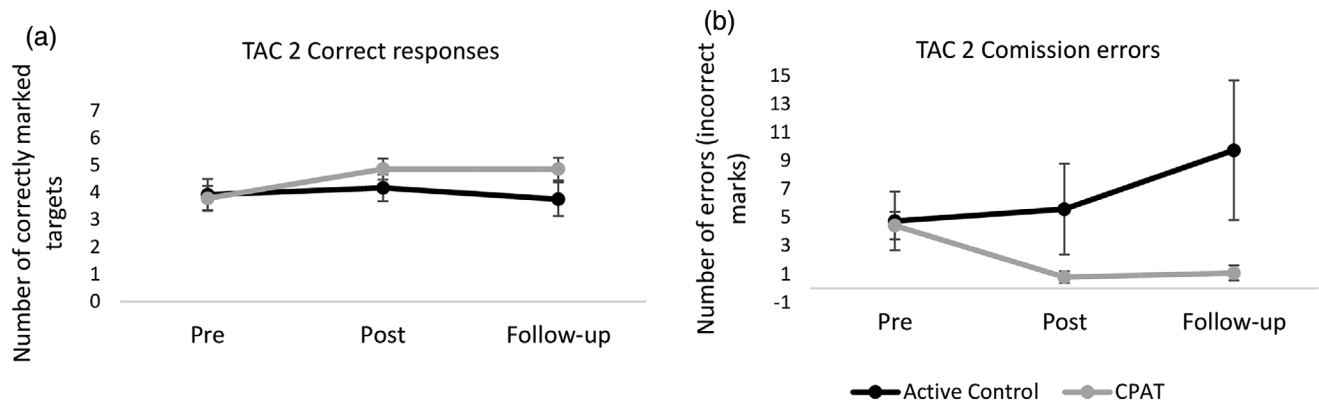 (a)
TAC 2 Correct responses
Number of correctly marked
targets
7
6
5
4
3
2
1
0
Pre
Post
Follow-up
(b)
TAC 2 Comission errors
Number of errors (incorrect
marks)
15
13
11
9
7
5
3
1
-1
Pre
Post
Follow-up
Active Control
CPAT